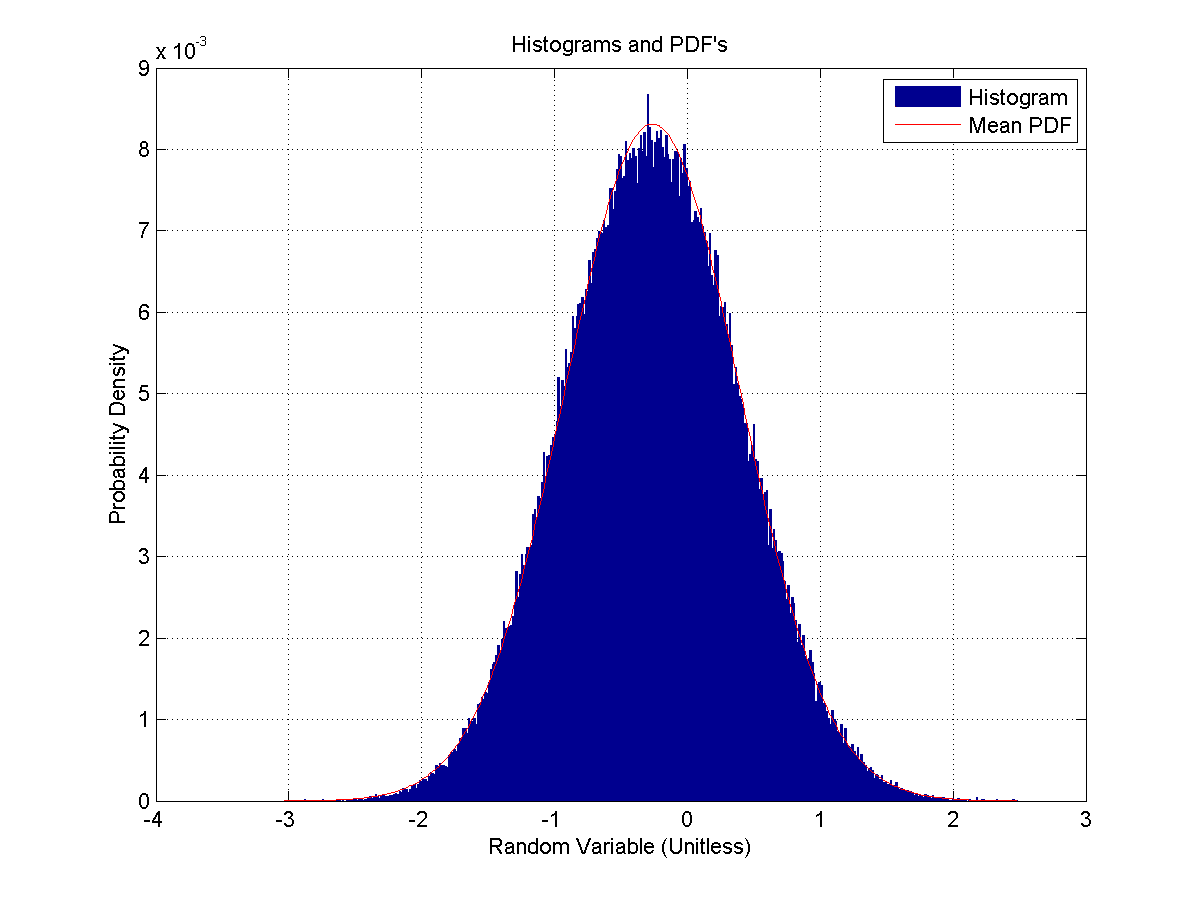 Histograms and PDF's
x 10-3
Histogram
Mean PDF
9
8
7
6
5
4
3
2
1
0
Probability Density
-4 -3 -2 -1 0 1 2 3
Random Variable (Unitless)